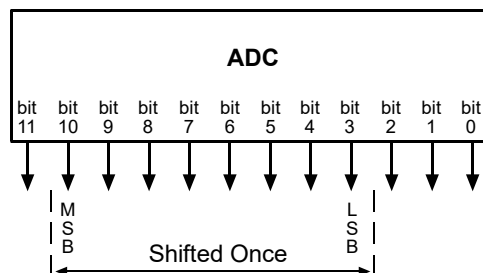 ADC
bit bit bit bit bit bit bit bit bit bit bit bit
11 10 9 8 7 6 5 4 3 2 1 0
M L
S S
B B
Shifted Once